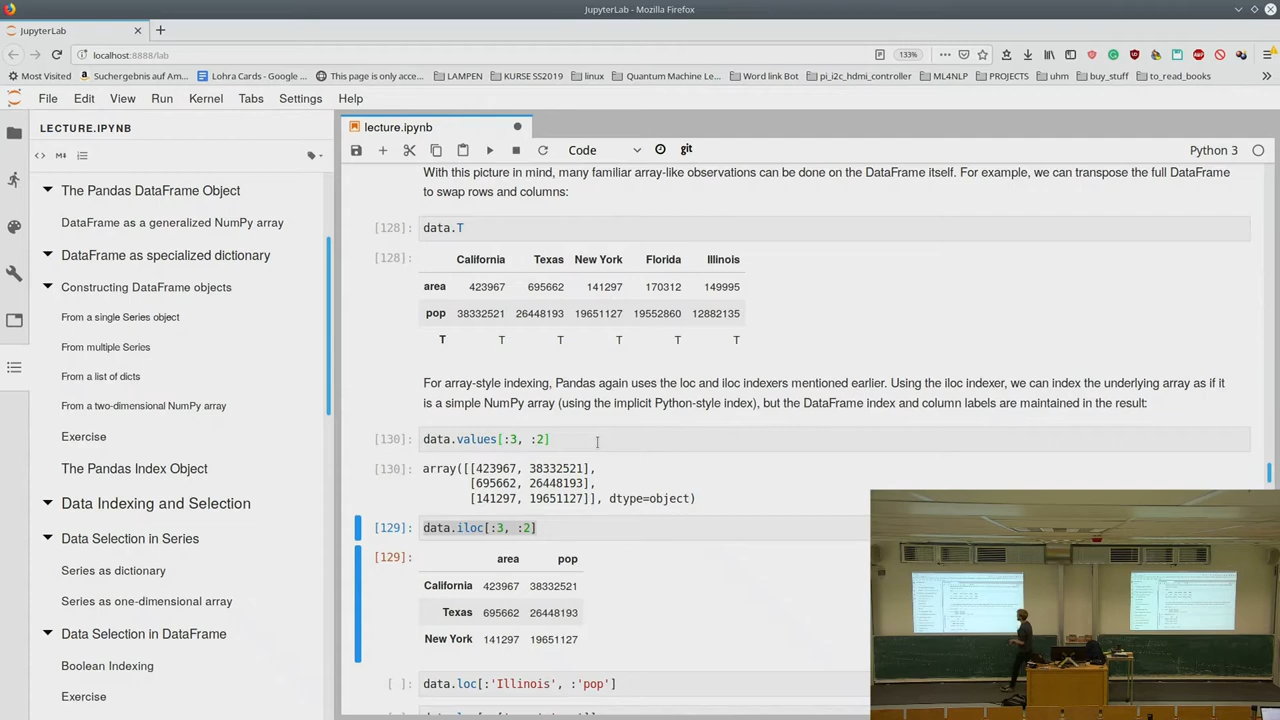 JupyterLab - Mozilla Firefox
JupyterLab
localhost:8888/lab
133%
Most Visited Suchergebnis auf Am... Lohra Cards - Google ... This page is only acce... LAMPEN KURSE SS2019 linux Quantum Machine Le... Word link Bot pi_i2c_hdmi_controller ML4NLP PROJECTS uhm buy_stuff to_read_books
File Edit View Run Kernel Tabs Settings Help
LECTURE.IPYNB
The Pandas DataFrame Object
DataFrame as a generalized NumPy array
DataFrame as specialized dictionary
Constructing DataFrame objects
From a single Series object
From multiple Series
From a list of dicts
From a two-dimensional NumPy array
Exercise
The Pandas Index Object
Data Indexing and Selection
Data Selection in Series
Series as dictionary
Series as one-dimensional array
Data Selection in DataFrame
Boolean Indexing
Exercise
lecture.ipynb
Code git Python 3
With this picture in mind, many familiar array-like observations can be done on the DataFrame itself. For example, we can transpose the full DataFrame
to swap rows and columns:
[128]: data.T
[128]: California Texas New York Florida Illinois
area 423967 695662 141297 170312 149995
pop 38332521 26448193 19651127 19552860 12882135
T T T T T T
For array-style indexing, Pandas again uses the loc and iloc indexers mentioned earlier. Using the iloc indexer, we can index the underlying array as if it
is a simple NumPy array (using the implicit Python-style index), but the DataFrame index and column labels are maintained in the result:
[130]: data.values[:3, :2]
[130]: array([[423967, 38332521],
[695662, 26448193],
[141297, 19651127]], dtype=object)
[129]: data.iloc[:3, :2]
[129]: area pop
California 423967 38332521
Texas 695662 26448193
New York 141297 19651127
[ ]: data.loc[:'Illinois', :'pop']